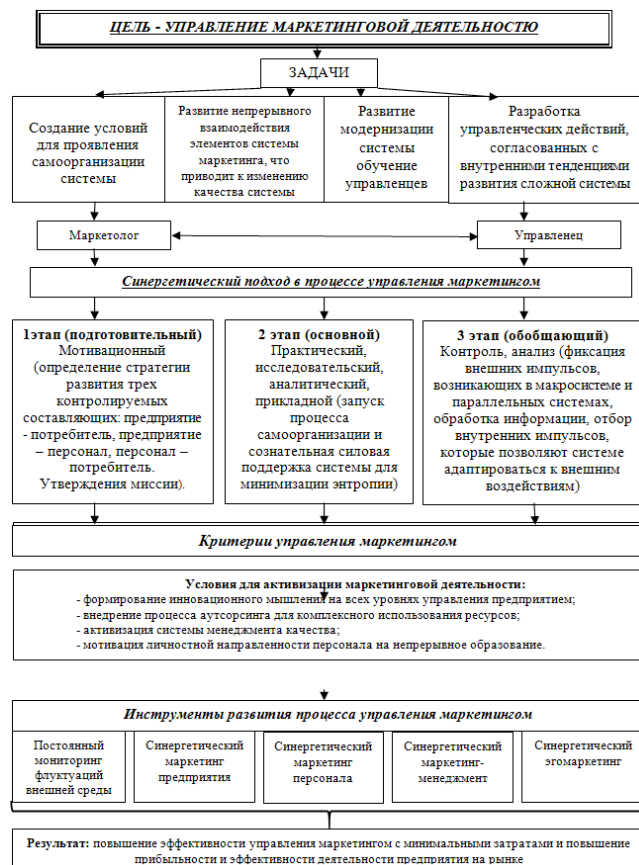 ЦЕЛЬ - УПРАВЛЕНИЕ МАРКЕТИНГОВОЙ ДЕЯТЕЛЬНОСТЬЮ
ЗАДАЧИ
Создание условий
для проявления
самоорганизации
системы
Развитие непрерывного
взаимодействия
элементов системы
маркетинга, что
приводит к изменению
качества системы
Развитие
модернизации
системы
обучение
управленцев
Разработка
управленческих действий,
согласованных с
внутренними тенденциями
развития сложной системы
Маркетолог
Управленец
Синергетический подход в процессе управления маркетингом
1этап (подготовительный)
Мотивационный
(определение стратегии
развития трех
контролируемых
составляющих: предприятие
- потребитель, предприятие
– персонал, персонал –
потребитель.
Утверждения миссии).
2 этап (основной)
Практический,
исследовательский,
аналитический,
прикладной (запуск
процесса
самоорганизации и
сознательная силовая
поддержка системы для
минимизации энтропии)
3 этап (обобщающий)
Контроль, анализ (фиксация
внешних импульсов,
возникающих в макросистеме и
параллельных системах,
обработка информации, отбор
внутренних импульсов,
которые позволяют системе
адаптироваться к внешним
воздействиям)
Критерии управления маркетингом
Условия для активизации маркетинговой деятельности:
- формирование инновационного мышления на всех уровнях управления предприятием;
- внедрение процесса аутсорсинга для комплексного использования ресурсов;
- активизация системы менеджмента качества;
- мотивация личностной направленности персонала на непрерывное образование.
Инструменты развития процесса управления маркетингом
Постоянный
мониторинг
флуктуаций
внешней среды
Синергетический
маркетинг
предприятия
Синергетический
маркетинг
персонала
Синергетический
маркетинг-
менеджмент
Синергетический
эгомаркетинг
Результат: повышение эффективности управления маркетингом с минимальными затратами и повышение
прибыльности и эффективности деятельности предприятия на рынке